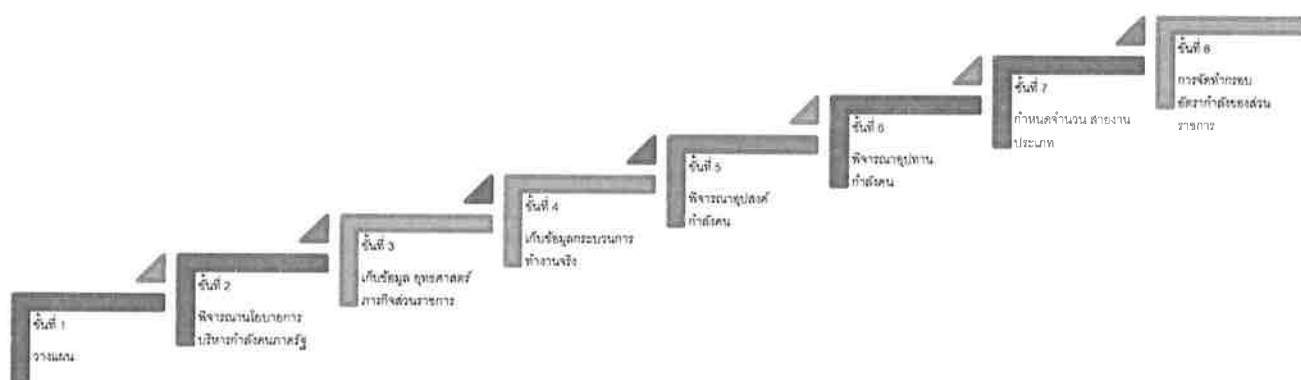 ขั้นที่ 1
วางแผน
ขั้นที่ 2
พิจารณานโยบายการ
บริหารกำลังคนภาครัฐ
ขั้นที่ 3
เก็บข้อมูล ยุทธศาสตร์
ภารกิจส่วนราชการ
ขั้นที่ 4
เก็บข้อมูลกระบวนการ
ทำงานจริง
ขั้นที่ 5
พิจารณาอุปสงค์
กำลังคน
ขั้นที่ 6
พิจารณาอุปทาน
กำลังคน
ขั้นที่ 7
กำหนดจำนวน สายงาน
ประเภท
ขั้นที่ 8
การจัดทำกรอบ
อัตรากำลังของส่วน
ราชการ